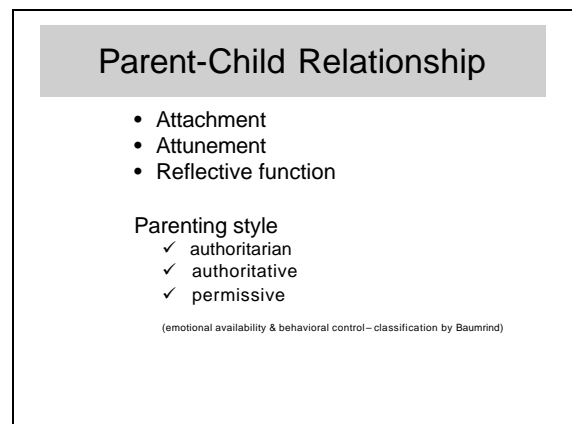 Parent-Child Relationship
• Attachment
• Attunement
• Reflective function
Parenting style
✓ authoritarian
✓ authoritative
✓ permissive
(emotional availability & behavioral control – classification by Baumrind)